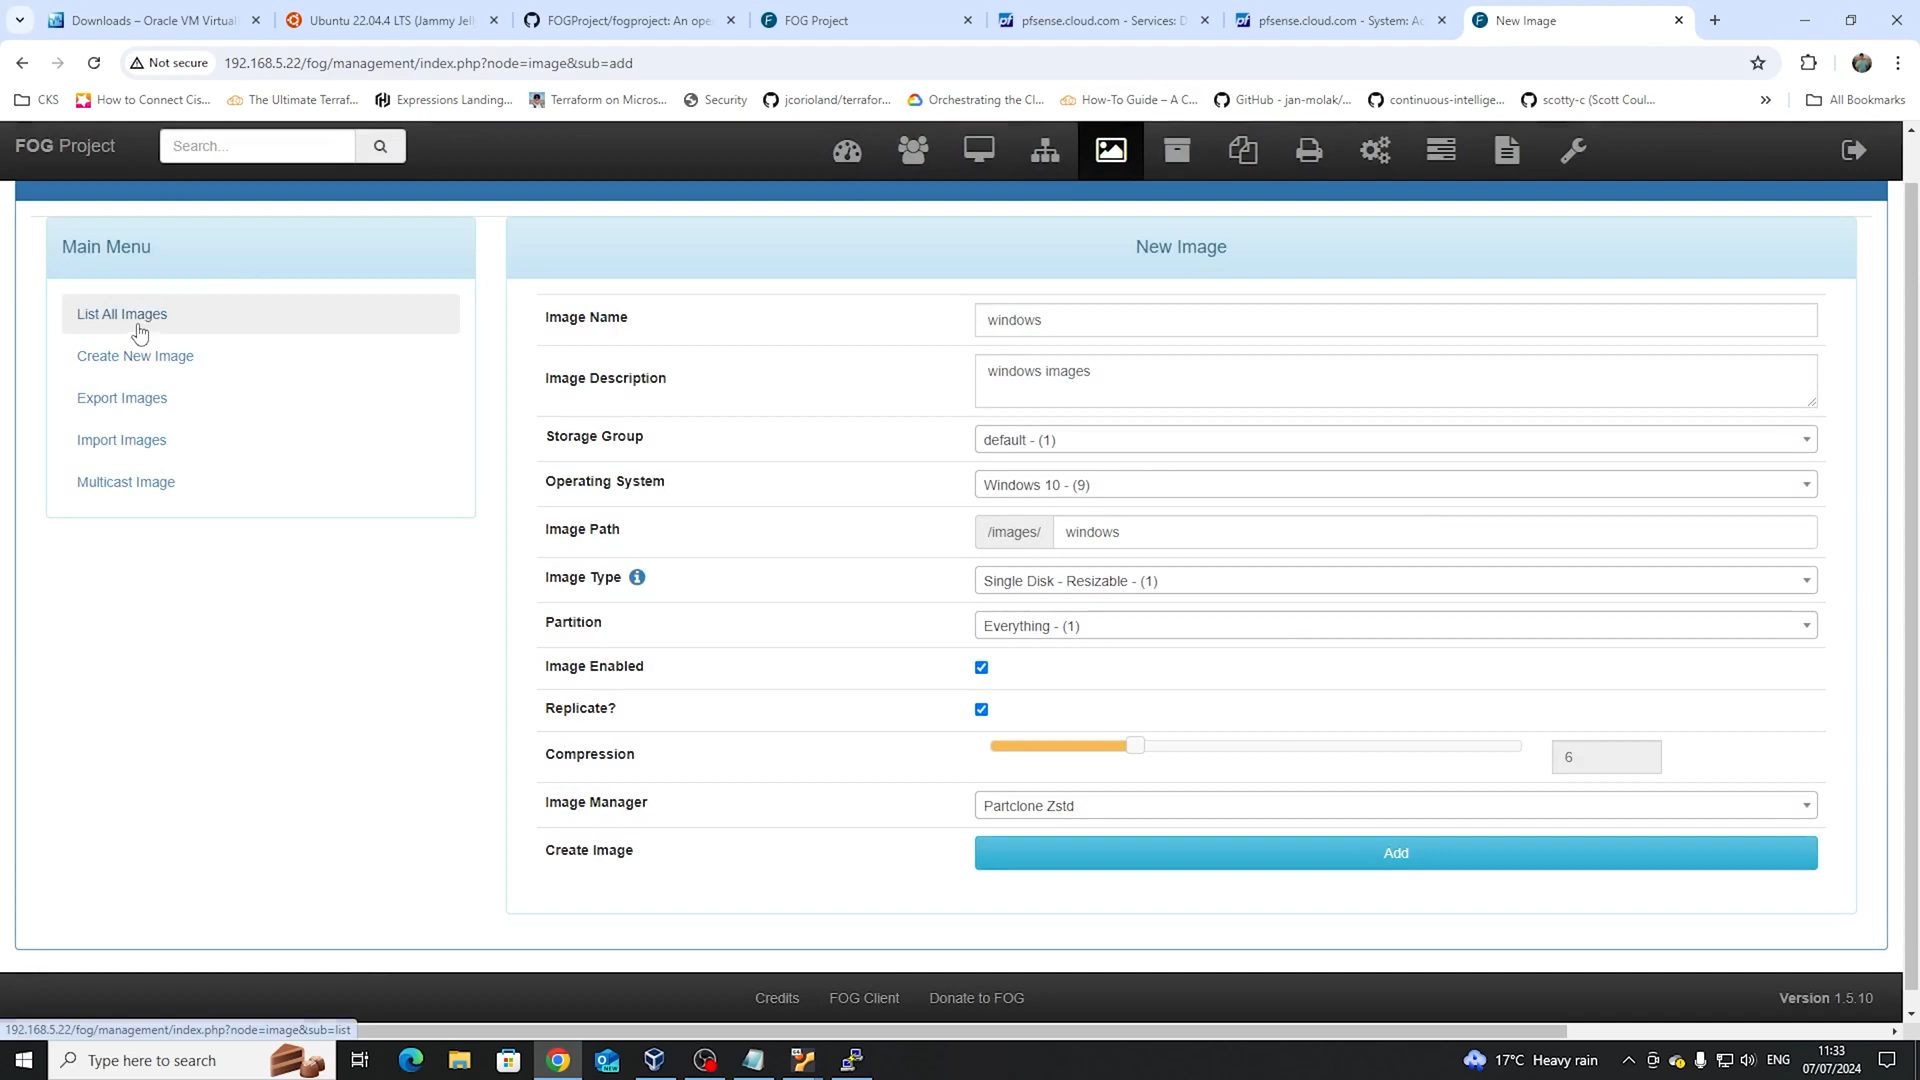 Downloads – Oracle VM Virtual
Ubuntu 22.04.4 LTS (Jammy Jell
FOGProject/fogproject: An ope
FOG Project
pfsense.cloud.com - Services: D
pfsense.cloud.com - System: Ac
New Image
Not secure
192.168.5.22/fog/management/index.php?node=image&sub=add
CKS
How to Connect Cis...
The Ultimate Terraf...
Expressions Landing...
Terraform on Micros...
Security
jcorioland/terrafor...
Orchestrating the Cl...
How-To Guide – A C...
GitHub - jan-molak/...
continuous-intellige...
scotty-c (Scott Coul...
All Bookmarks
FOG Project
Search...
Main Menu
List All Images
Create New Image
Export Images
Import Images
Multicast Image
New Image
Image Name
windows
Image Description
windows images
Storage Group
default - (1)
Operating System
Windows 10 - (9)
Image Path
/images/
windows
Image Type
Single Disk - Resizable - (1)
Partition
Everything - (1)
Image Enabled
Replicate?
Compression
6
Image Manager
Partclone Zstd
Create Image
Add
Credits
FOG Client
Donate to FOG
Version 1.5.10
192.168.5.22/fog/management/index.php?node=image&sub=list
Type here to search
17°C Heavy rain
ENG
11:33
07/07/2024